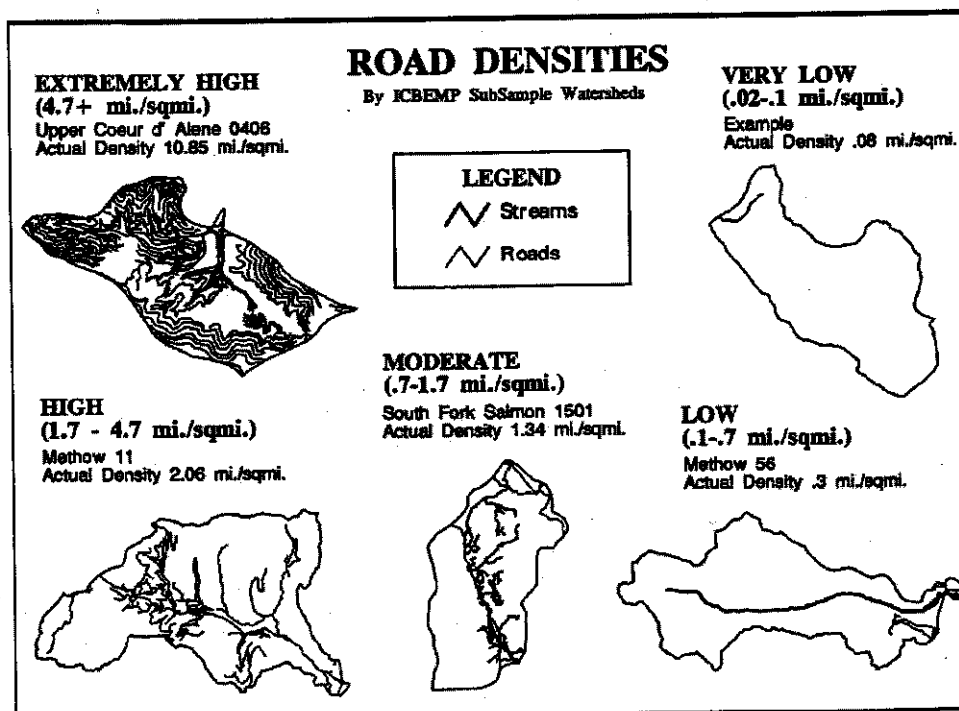 ROAD DENSITIES
By ICBEMP SubSample Watersheds
EXTREMELY HIGH
(4.7+ mi./sqmi.)
Upper Coeur d' Alene 0406
Actual Density 10.85 mi./sqmi.
LEGEND
Streams
Roads
VERY LOW
(.02-.1 mi./sqmi.)
Example
Actual Density .08 mi./sqmi.
HIGH
(1.7 - 4.7 mi./sqmi.)
Methow 11
Actual Density 2.06 mi./sqmi.
MODERATE
(.7-1.7 mi./sqmi.)
South Fork Salmon 1501
Actual Density 1.34 mi./sqmi.
LOW
(.1-.7 mi./sqmi.)
Methow 56
Actual Density .3 mi./sqmi.